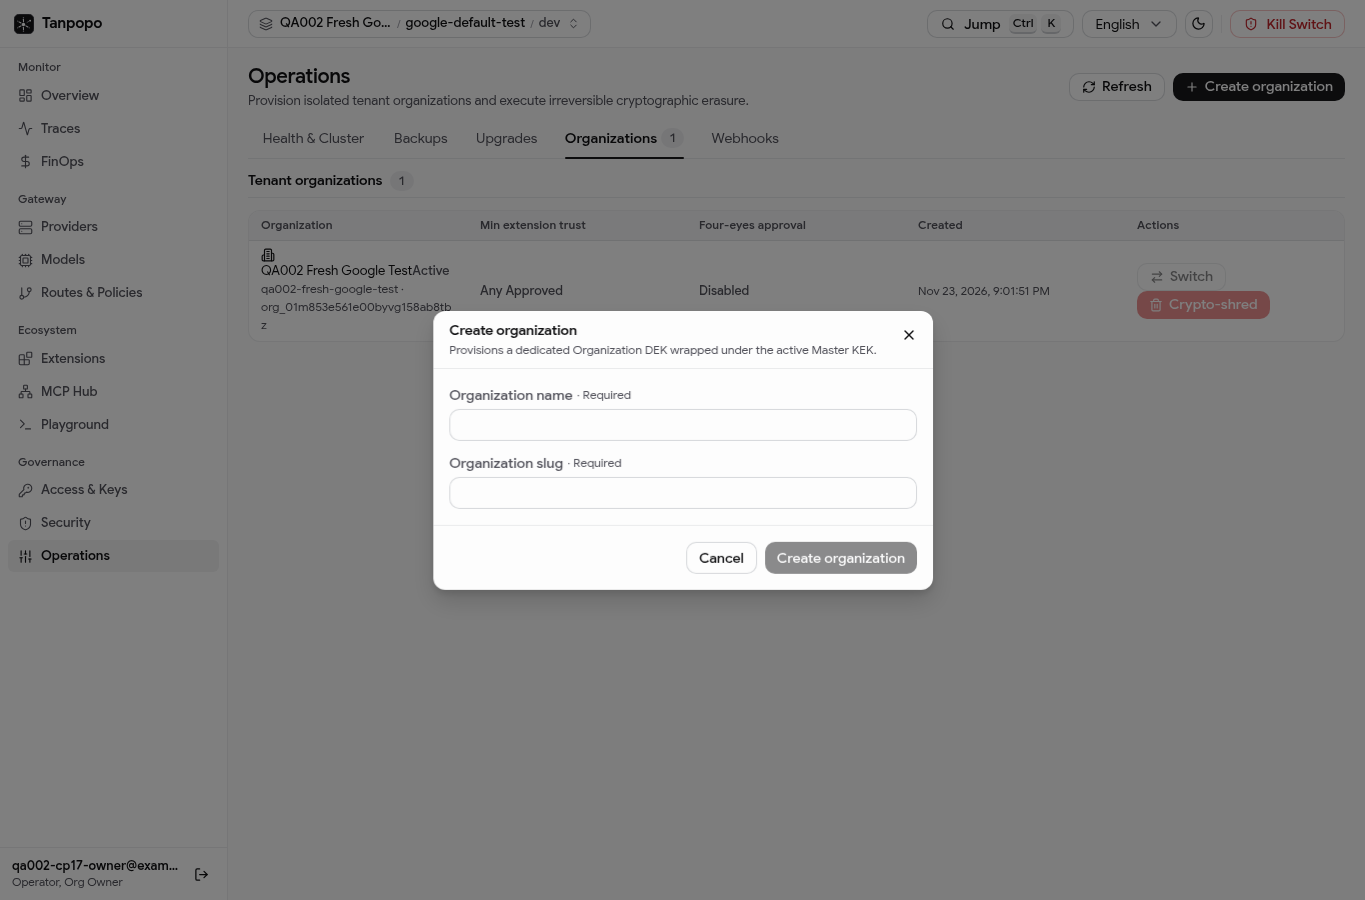 Tanpopo
QA002 Fresh Go... / google-default-test / dev
Jump Ctrl K
English
Kill Switch
Monitor
Overview
Traces
FinOps
Gateway
Providers
Models
Routes & Policies
Ecosystem
Extensions
MCP Hub
Playground
Governance
Access & Keys
Security
Operations
qa002-cp17-owner@exam...
Operator, Org Owner
Operations
Provision isolated tenant organizations and execute irreversible cryptographic erasure.
Refresh
+ Create organization
Health & Cluster Backups Upgrades Organizations 1 Webhooks
Tenant organizations 1
Organization Min extension trust Four-eyes approval Created Actions
QA002 Fresh Google TestActive
qa002-fresh-google-test ·
org_01m853e561e00byvg158ab8tb
z
Any Approved
Disabled
Nov 23, 2026, 9:01:51 PM
Switch
Crypto-shred
Create organization
Provisions a dedicated Organization DEK wrapped under the active Master KEK.
Organization name · Required
Organization slug · Required
Cancel
Create organization